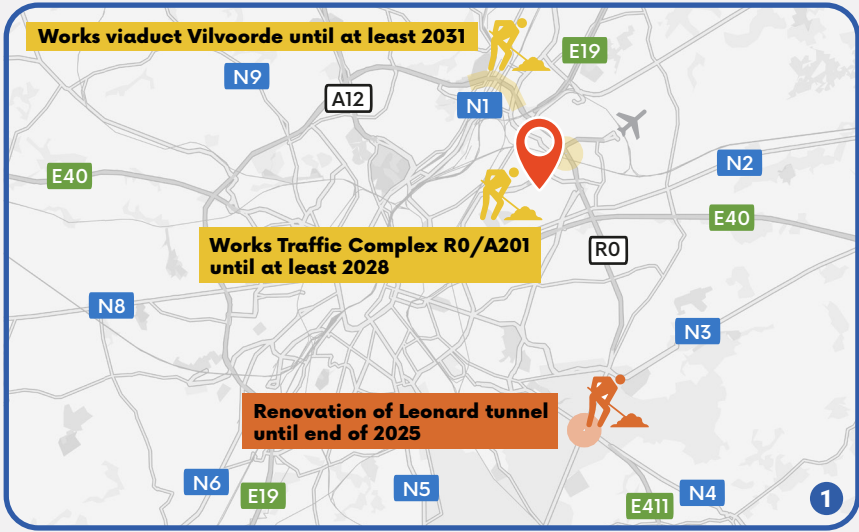 Works viaduct Vilvoorde until at least 2031
E19
N9
A12
N1
N2
E40
E40
Works Traffic Complex R0/A201
until at least 2028
R0
N8
N3
Renovation of Leonard tunnel
until end of 2025
N6
E19
N5
E411
N4
1